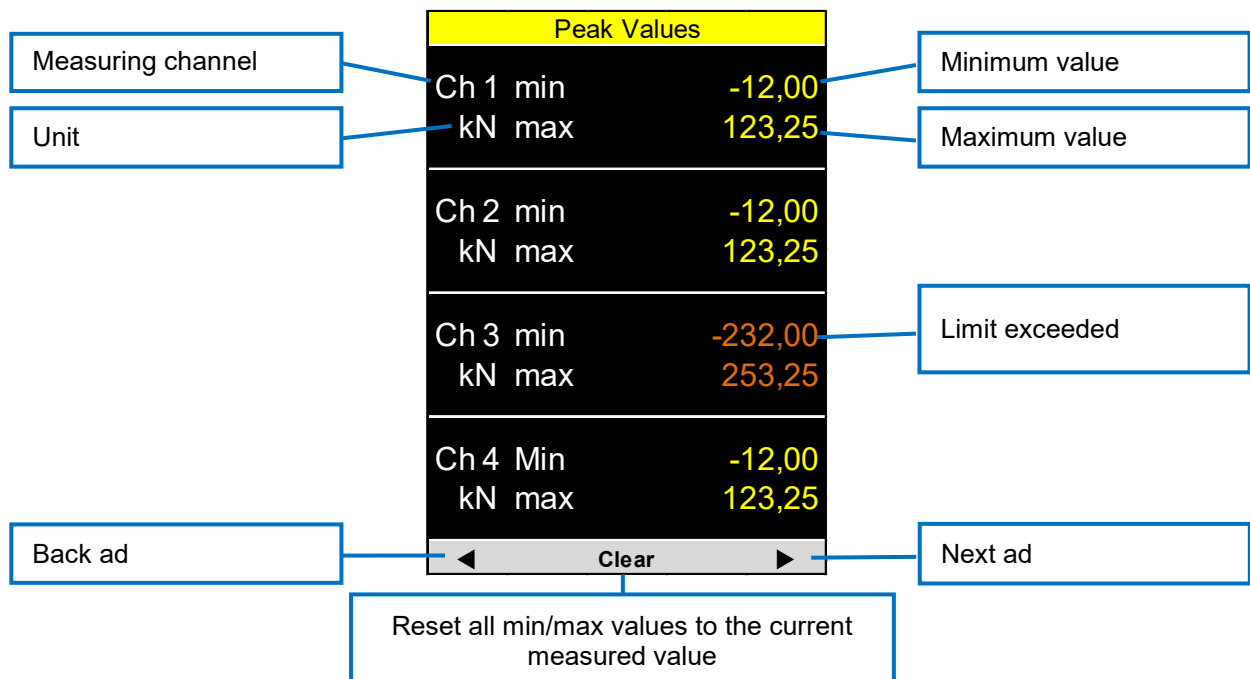 Peak Values
Measuring channel
Minimum value
Ch 1 min -12,00
Unit
kN max 123,25
Maximum value
Ch 2 min -12,00
kN max 123,25
Ch 3 min -232,00
Limit exceeded
kN max 253,25
Ch 4 Min -12,00
kN max 123,25
Back ad
◀ Clear ▶
Next ad
Reset all min/max values to the current
measured value